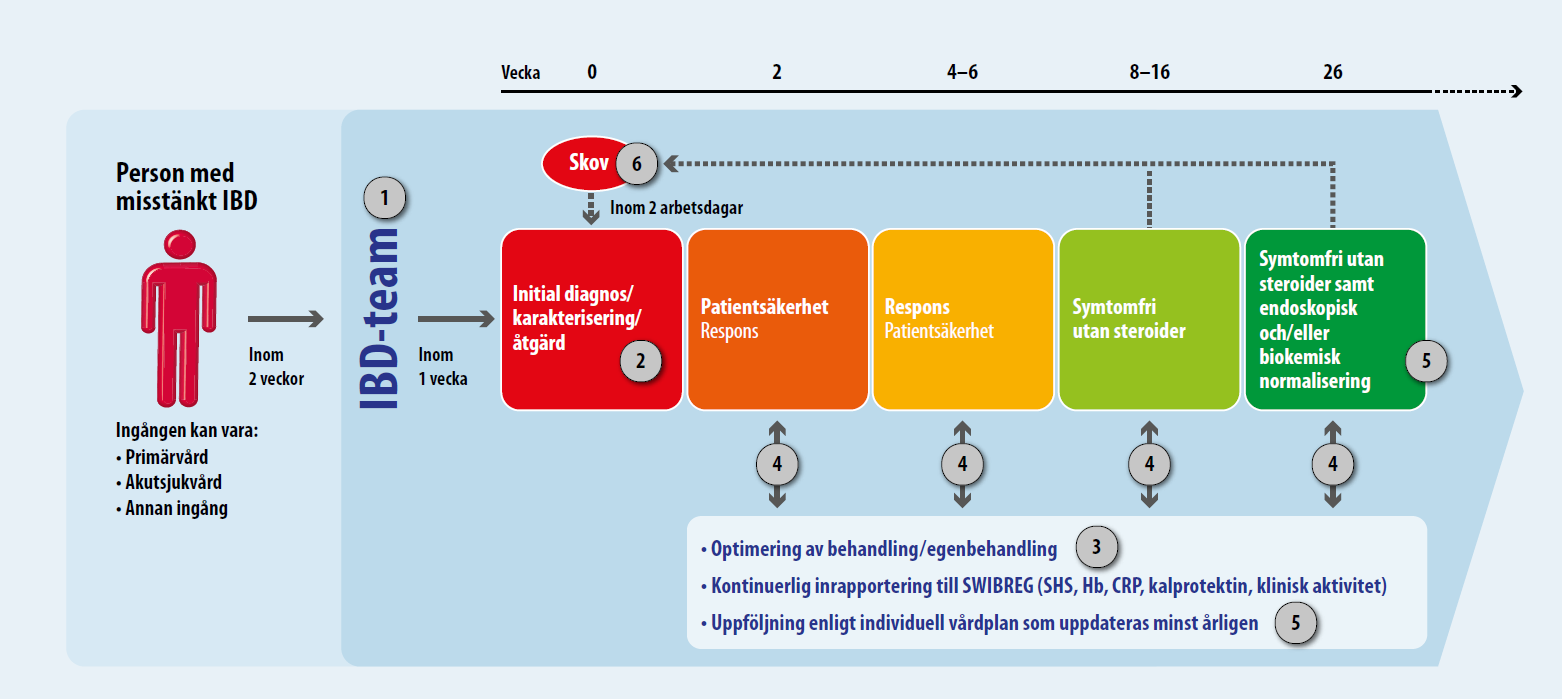 Vecka 0 2 4–6 8–16 26
Person med
misstänkt IBD
Inom
2 veckor
Ingången kan vara:
• Primärvård
• Akutsjukvård
• Annan ingång
1
IBD-team
Inom
1 vecka
Skov 6
Inom 2 arbetsdagar
Initial diagnos/
karakterisering/
åtgärd
2
Patientsäkerhet
Respons
Respons
Patientsäkerhet
Symtomfri
utan steroider
Symtomfri utan
steroider samt
endoskopisk
och/eller
biokemisk
normalisering
5
4 4 4 4
• Optimering av behandling/egenbehandling 3
• Kontinuerlig inrapportering till SWIBREG (SHS, Hb, CRP, kalprotektin, klinisk aktivitet)
• Uppföljning enligt individuell vårdplan som uppdateras minst årligen 5